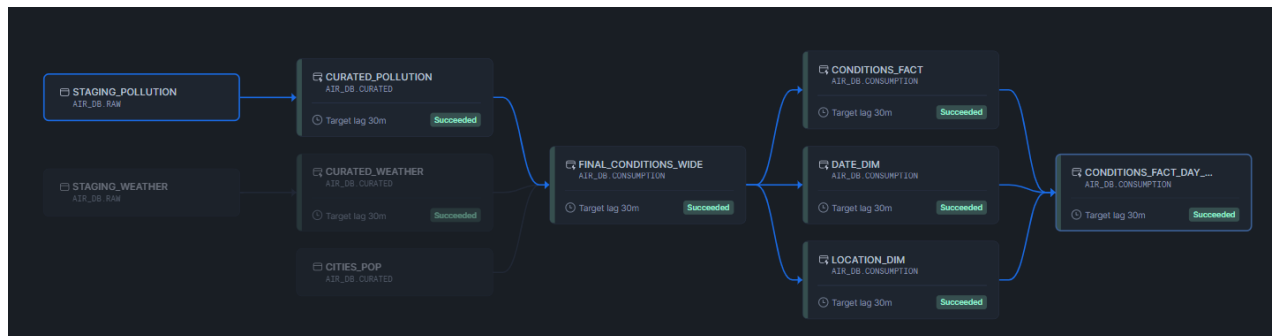 STAGING_POLLUTION
AIR_DB.RAW
STAGING_WEATHER
AIR_DB.RAW
CURATED_POLLUTION
AIR_DB.CURATED
Target lag 30m Succeeded
CURATED_WEATHER
AIR_DB.CURATED
Target lag 30m Succeeded
CITIES_POP
AIR_DB.CURATED
FINAL_CONDITIONS_WIDE
AIR_DB.CONSUMPTION
Target lag 30m Succeeded
CONDITIONS_FACT
AIR_DB.CONSUMPTION
Target lag 30m Succeeded
DATE_DIM
AIR_DB.CONSUMPTION
Target lag 30m Succeeded
LOCATION_DIM
AIR_DB.CONSUMPTION
Target lag 30m Succeeded
CONDITIONS_FACT_DAY_...
AIR_DB.CONSUMPTION
Target lag 30m Succeeded